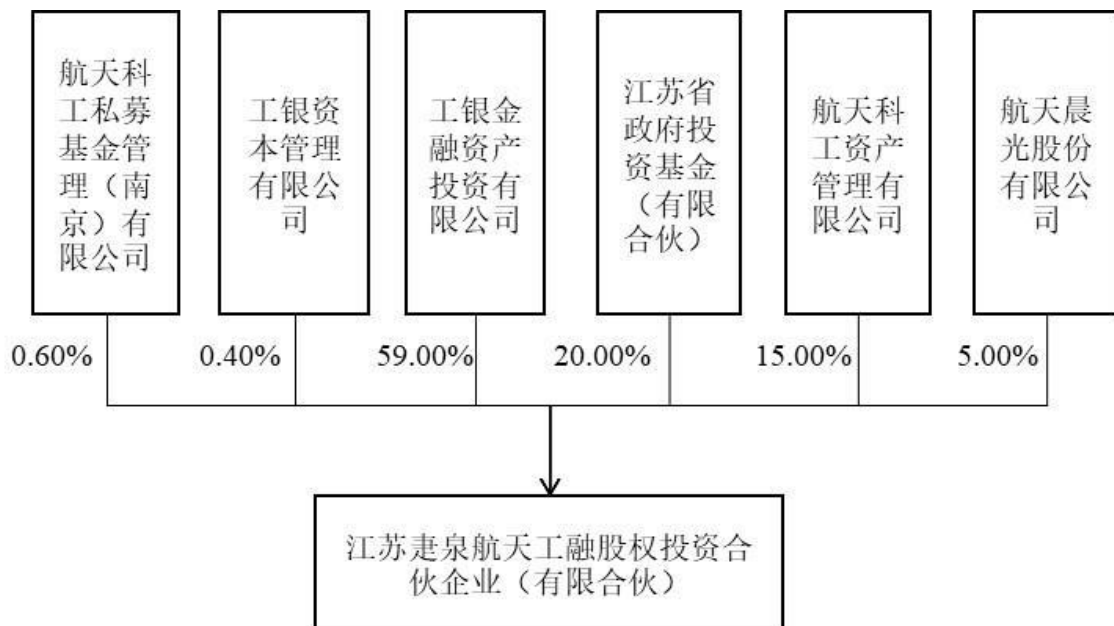 航天科
工私募
基金管
理（南
京）有
限公司
工银资
本管理
有限公
司
工银金
融资产
投资有
限公司
江苏省
政府投
资基金
（有限
合伙）
航天科
工资产
管理有
限公司
航天晨
光股份
有限公
司
0.60%
0.40%
59.00%
20.00%
15.00%
5.00%
江苏疌泉航天工融股权投资合
伙企业（有限合伙）